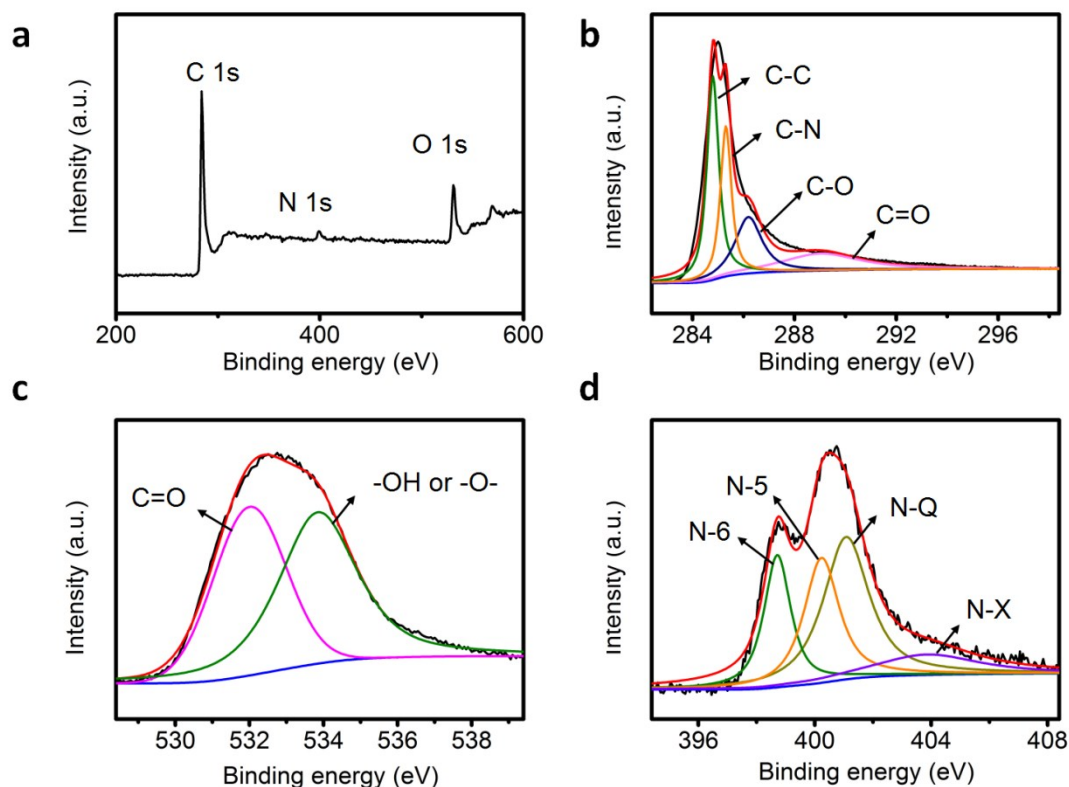 a
C 1s
N 1s
O 1s
Intensity (a.u.)
200 400 600
Binding energy (eV)
b
C-C
C-N
C-O
C=O
Intensity (a.u.)
284 288 292 296
Binding energy (eV)
c
C=O
-OH or -O-
Intensity (a.u.)
530 532 534 536 538
Binding energy (eV)
d
N-5
N-6
N-Q
N-X
Intensity (a.u.)
396 400 404 408
Binding energy (eV)